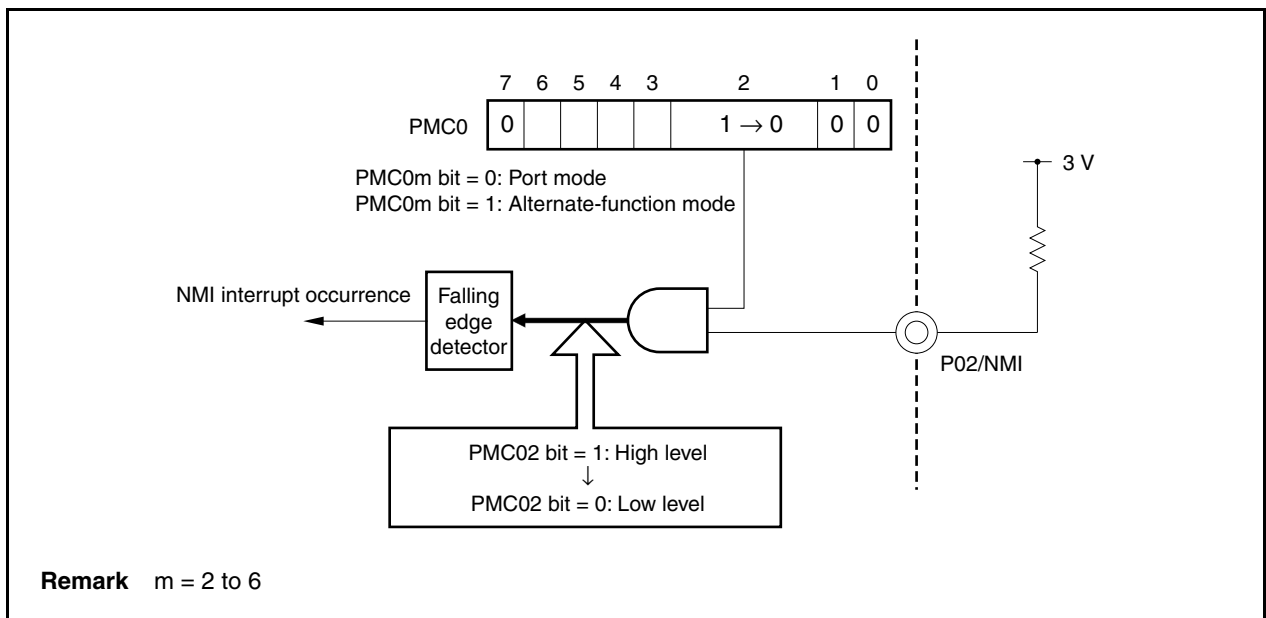 7 6 5 4 3 2 1 0
PMC0 0 1 → 0 0 0
PMC0m bit = 0: Port mode
PMC0m bit = 1: Alternate-function mode
3 V
NMI interrupt occurrence
Falling
edge
detector
P02/NMI
PMC02 bit = 1: High level
↓
PMC02 bit = 0: Low level
Remark m = 2 to 6